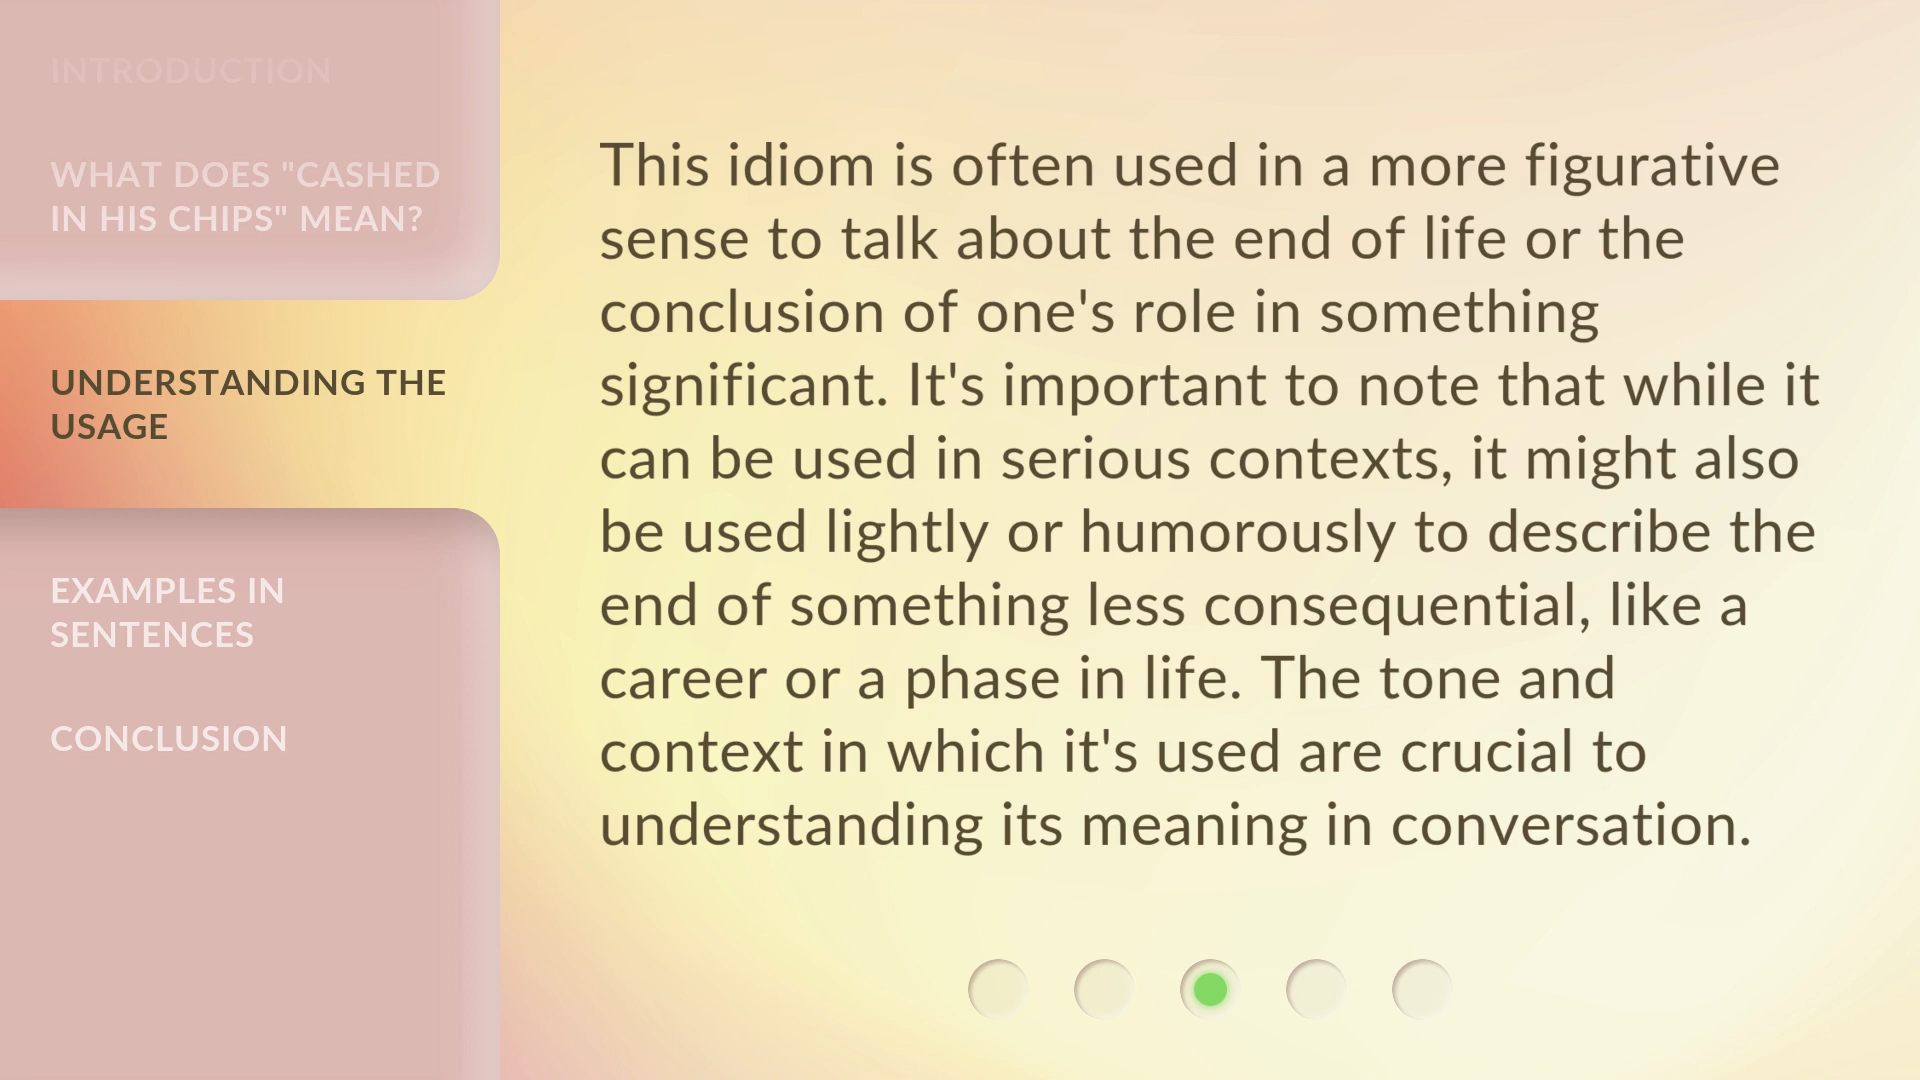 INTRODUCTION
WHAT DOES "CASHED
IN HIS CHIPS" MEAN?
UNDERSTANDING THE
USAGE
EXAMPLES IN
SENTENCES
CONCLUSION
This idiom is often used in a more figurative
sense to talk about the end of life or the
conclusion of one's role in something
significant. It's important to note that while it
can be used in serious contexts, it might also
be used lightly or humorously to describe the
end of something less consequential, like a
career or a phase in life. The tone and
context in which it's used are crucial to
understanding its meaning in conversation.